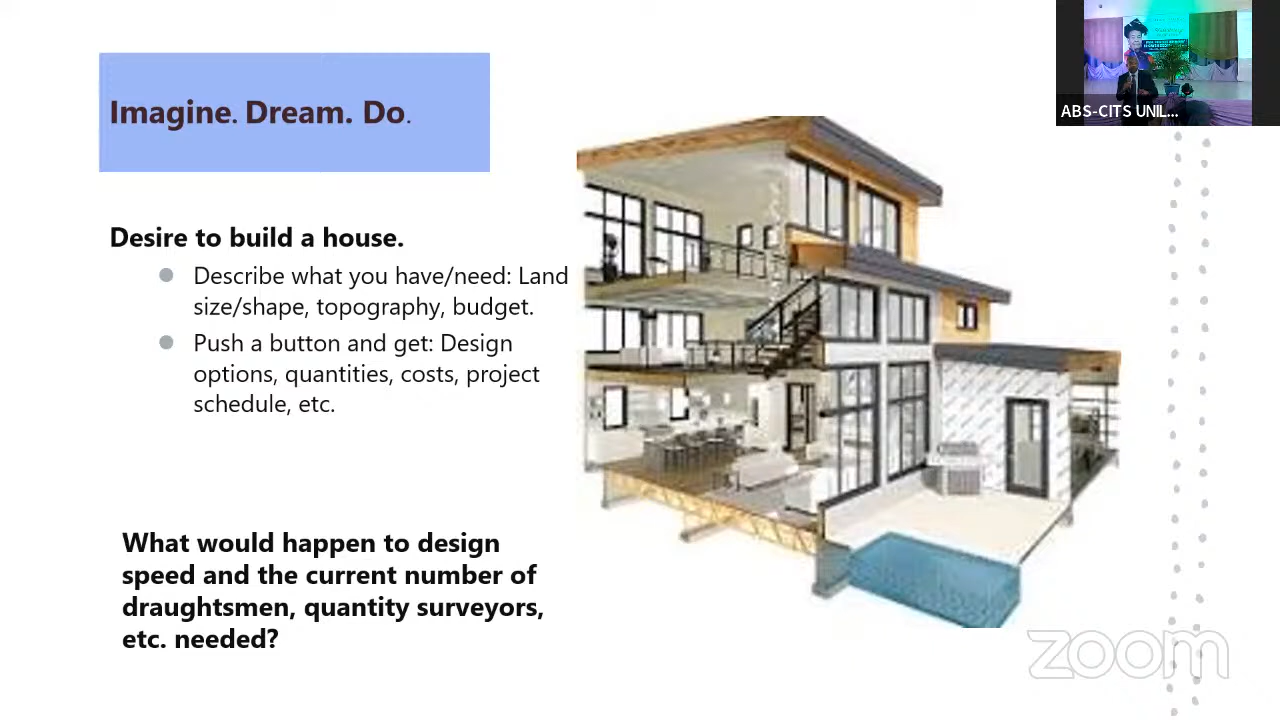 Imagine. Dream. Do.
ABS-CITS UNIL...
Desire to build a house.
Describe what you have/need: Land
size/shape, topography, budget.
Push a button and get: Design
options, quantities, costs, project
schedule, etc.
What would happen to design
speed and the current number of
draughtsmen, quantity surveyors,
etc. needed?
zoom